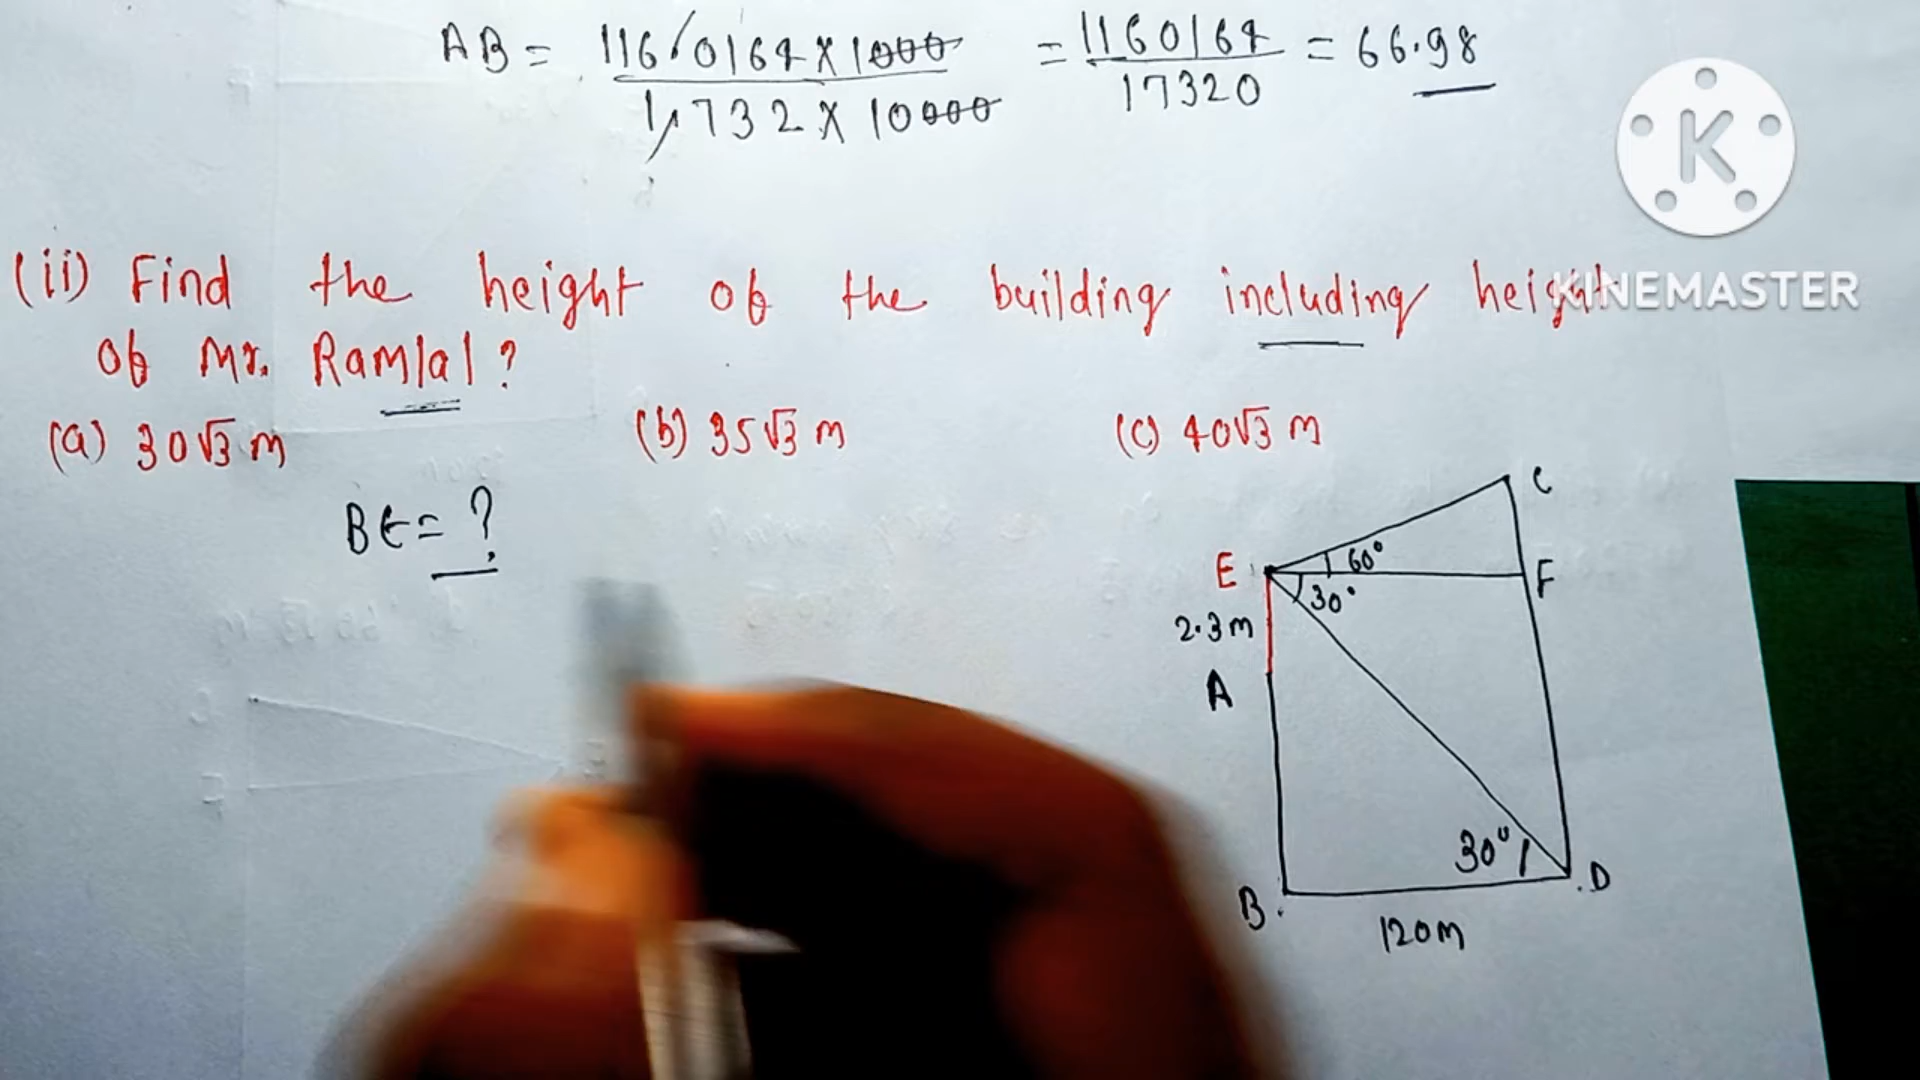 AB = 116.0164 X 1000 = 1160164 = 66.98
1.732 X 10000 17320
K
KINEMASTER
(ii) Find the height of the building including height
of Mr. Ramlal?
(a) 30√3 m (b) 35√3 m (c) 40√3 m
BE = ?
C
E 60° F
30°
2.3m
A
30°
B D
120m